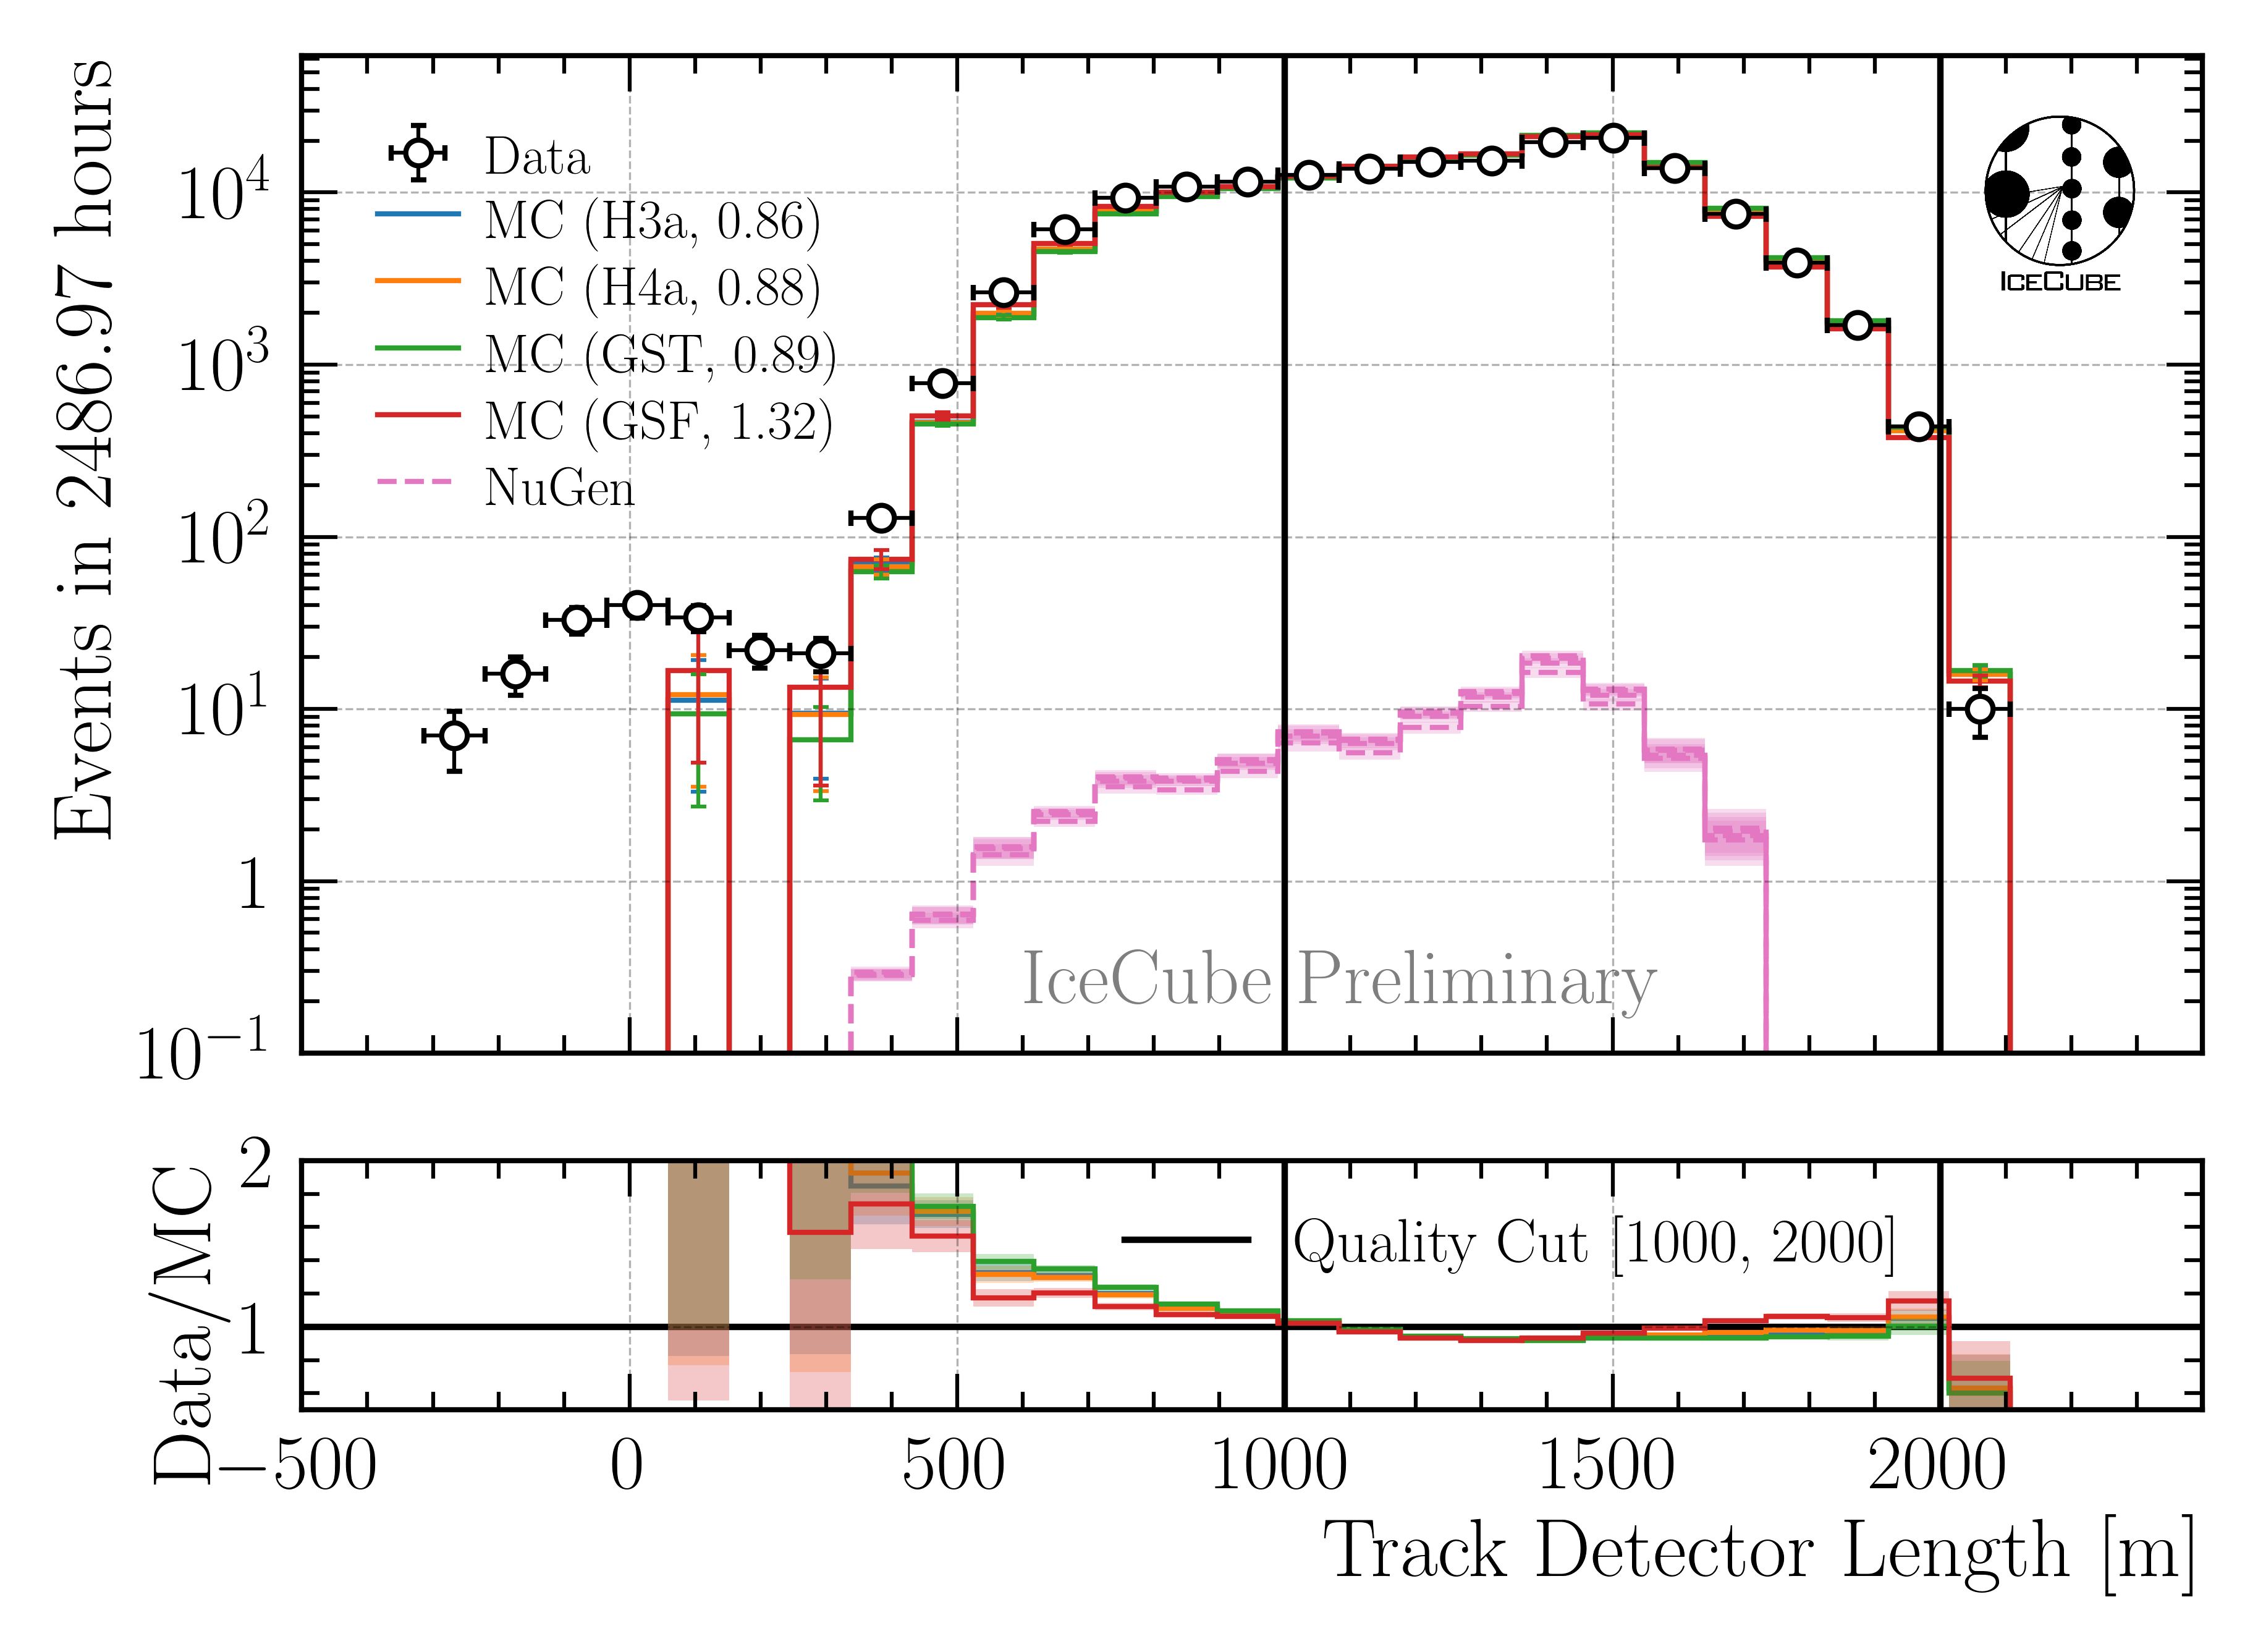 Events in 2486.97 hours
10⁴
10³
10²
10¹
1
10⁻¹
Data
MC (H3a, 0.86)
MC (H4a, 0.88)
MC (GST, 0.89)
MC (GSF, 1.32)
NuGen
ICECUBE
IceCube Preliminary
Data/MC
2
1
Quality Cut [1000, 2000]
−500 0 500 1000 1500 2000
Track Detector Length [m]